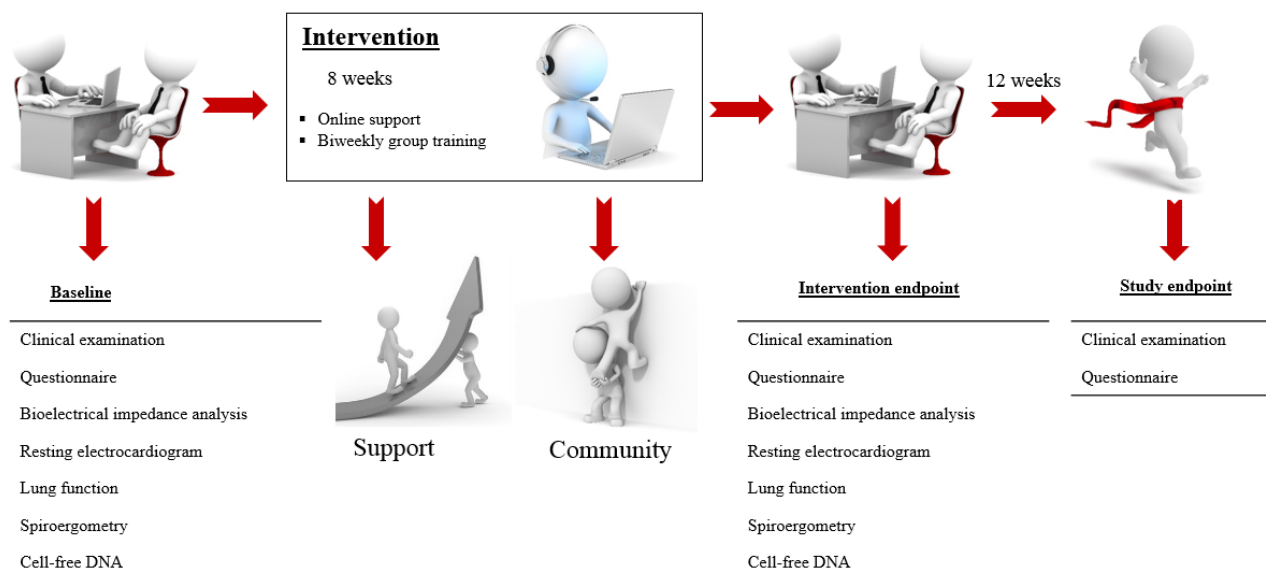 Intervention
8 weeks
▪ Online support
▪ Biweekly group training
12 weeks
Baseline
Clinical examination
Questionnaire
Bioelectrical impedance analysis
Resting electrocardiogram
Lung function
Spiroergometry
Cell-free DNA
Support
Community
Intervention endpoint
Clinical examination
Questionnaire
Bioelectrical impedance analysis
Resting electrocardiogram
Lung function
Spiroergometry
Cell-free DNA
Study endpoint
Clinical examination
Questionnaire